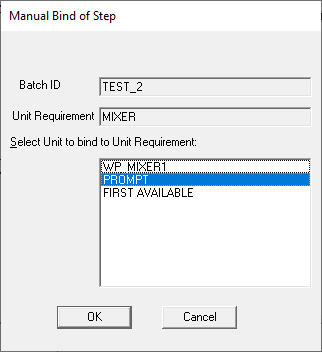 Manual Bind of Step
Batch ID TEST_2
Unit Requirement MIXER
Select Unit to bind to Unit Requirement:
WP_MIXER1
PROMPT
FIRST AVAILABLE
OK Cancel